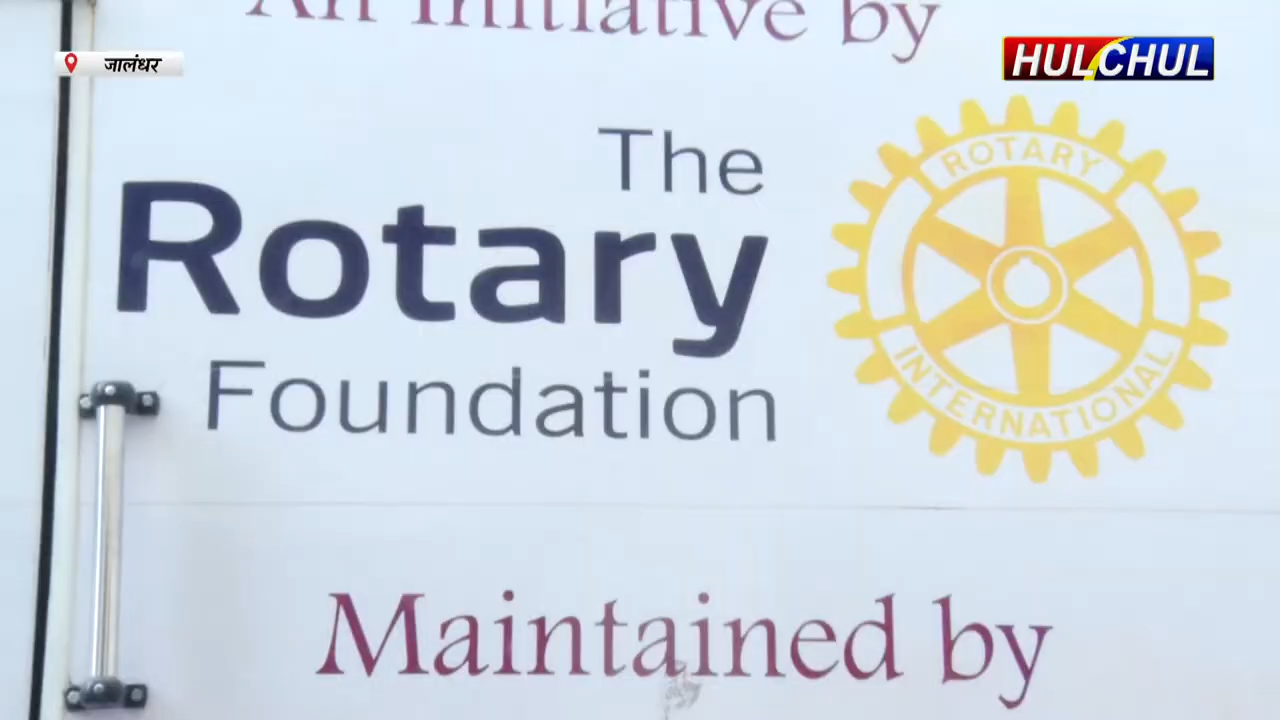 An Initiative by
जालंधर
HULCHUL
The
Rotary
Foundation
ROTARY
INTERNATIONAL
Maintained by